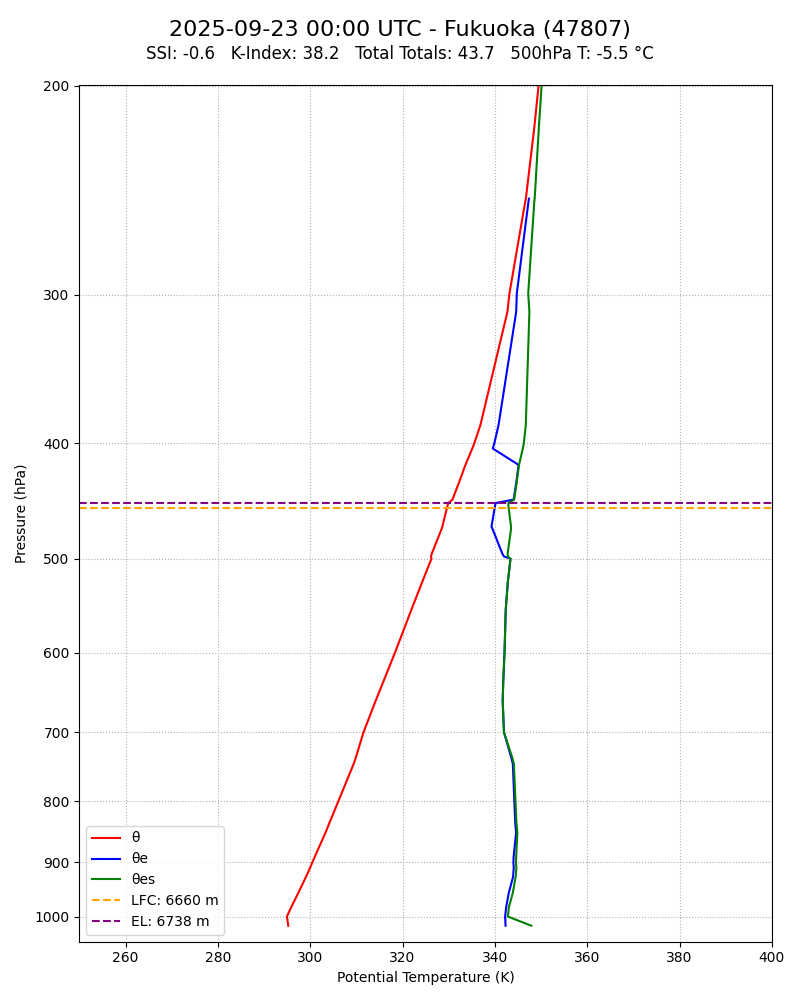 2025-09-23 00:00 UTC - Fukuoka (47807)
SSI: -0.6 K-Index: 38.2 Total Totals: 43.7 500hPa T: -5.5 °C
200
300
400
500
600
700
800
900
1000
Pressure (hPa)
θ
θe
θes
LFC: 6660 m
EL: 6738 m
260 280 300 320 340 360 380 400
Potential Temperature (K)